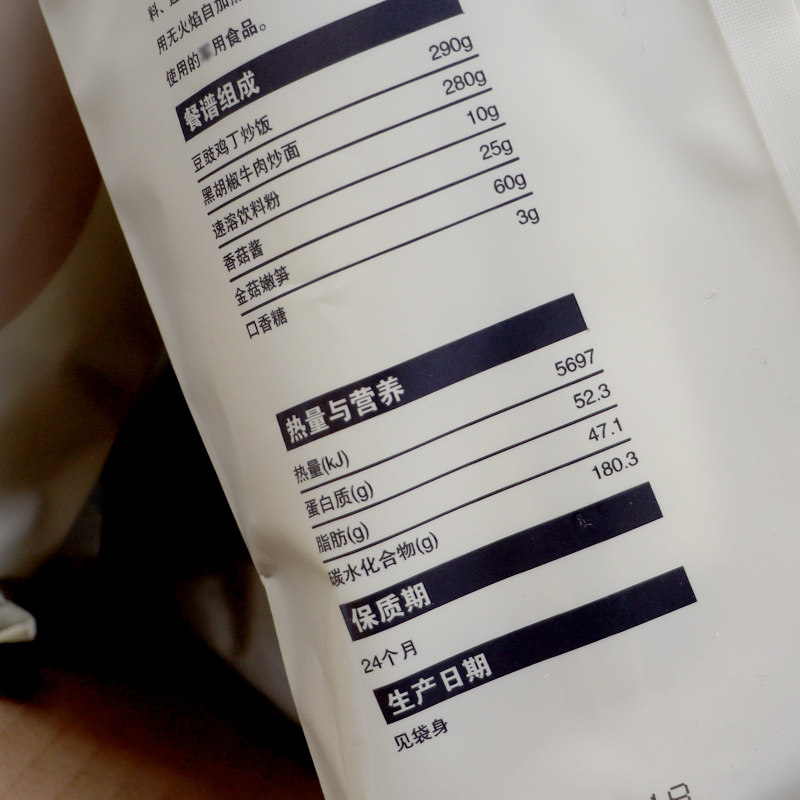 用无火焰自加
使用的 用食品。
餐谱组成
豆豉鸡丁炒饭 290g
黑胡椒牛肉炒面 280g
速溶饮料粉 10g
香菇酱 25g
金菇嫩笋 60g
口香糖 3g
热量与营养
热量(kJ) 5697
蛋白质(g) 52.3
脂肪(g) 47.1
碳水化合物(g) 180.3
保质期
24个月
生产日期
见袋身